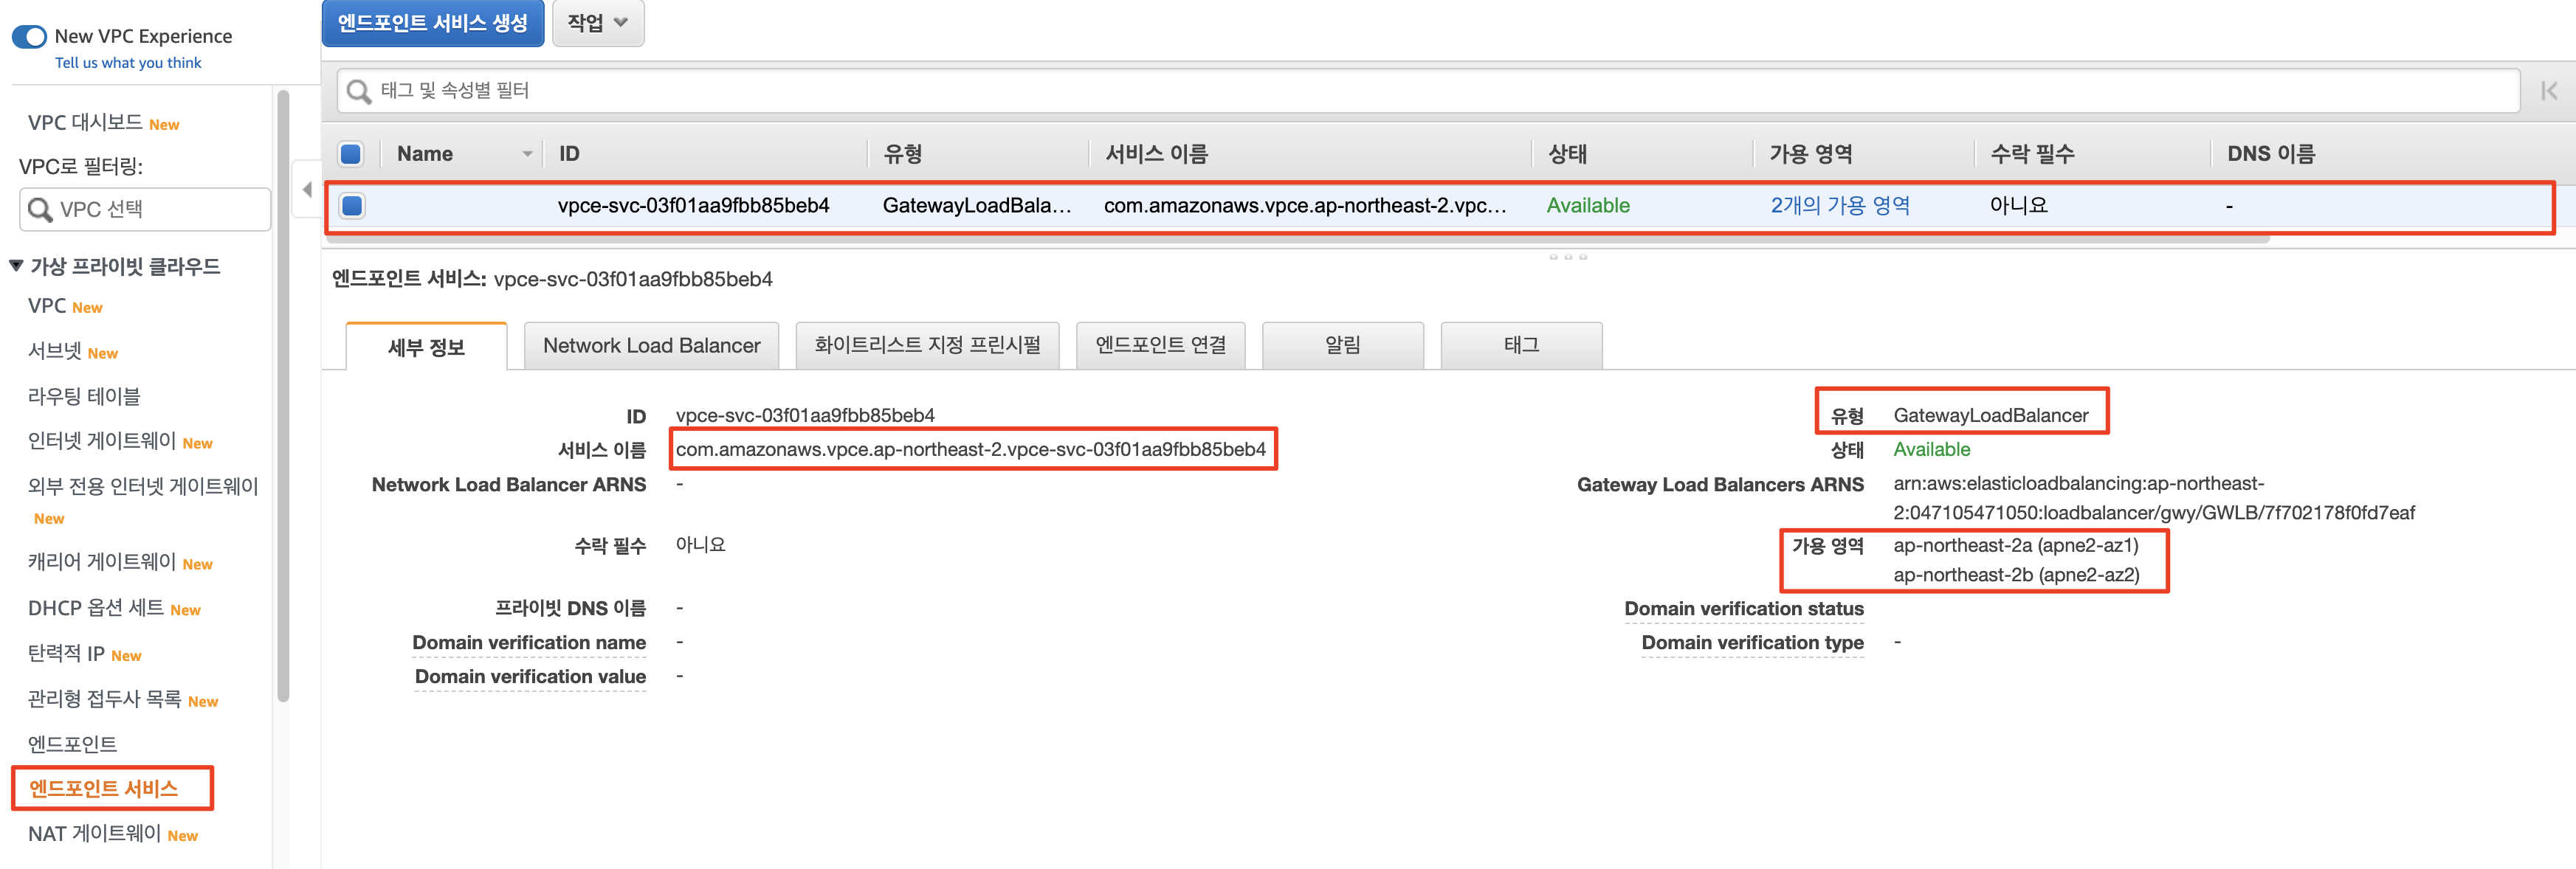 New VPC Experience
Tell us what you think
VPC 대시보드 New
VPC로 필터링:
VPC 선택
가상 프라이빗 클라우드
VPC New
서브넷 New
라우팅 테이블
인터넷 게이트웨이 New
외부 전용 인터넷 게이트웨이
New
캐리어 게이트웨이 New
DHCP 옵션 세트 New
탄력적 IP New
관리형 접두사 목록 New
엔드포인트
엔드포인트 서비스
NAT 게이트웨이 New
엔드포인트 서비스 생성 작업
태그 및 속성별 필터
Name ID 유형 서비스 이름 상태 가용 영역 수락 필수 DNS 이름
vpce-svc-03f01aa9fbb85beb4 GatewayLoadBala... com.amazonaws.vpce.ap-northeast-2.vpc... Available 2개의 가용 영역 아니요 -
엔드포인트 서비스: vpce-svc-03f01aa9fbb85beb4
세부 정보 Network Load Balancer 화이트리스트 지정 프린시펄 엔드포인트 연결 알림 태그
ID vpce-svc-03f01aa9fbb85beb4 유형 GatewayLoadBalancer
서비스 이름 com.amazonaws.vpce.ap-northeast-2.vpce-svc-03f01aa9fbb85beb4 상태 Available
Network Load Balancer ARNS - Gateway Load Balancers ARNS arn:aws:elasticloadbalancing:ap-northeast-
2:047105471050:loadbalancer/gwy/GWLB/7f702178f0fd7eaf
수락 필수 아니요 가용 영역 ap-northeast-2a (apne2-az1)
ap-northeast-2b (apne2-az2)
프라이빗 DNS 이름 - Domain verification status
Domain verification name - Domain verification type -
Domain verification value -